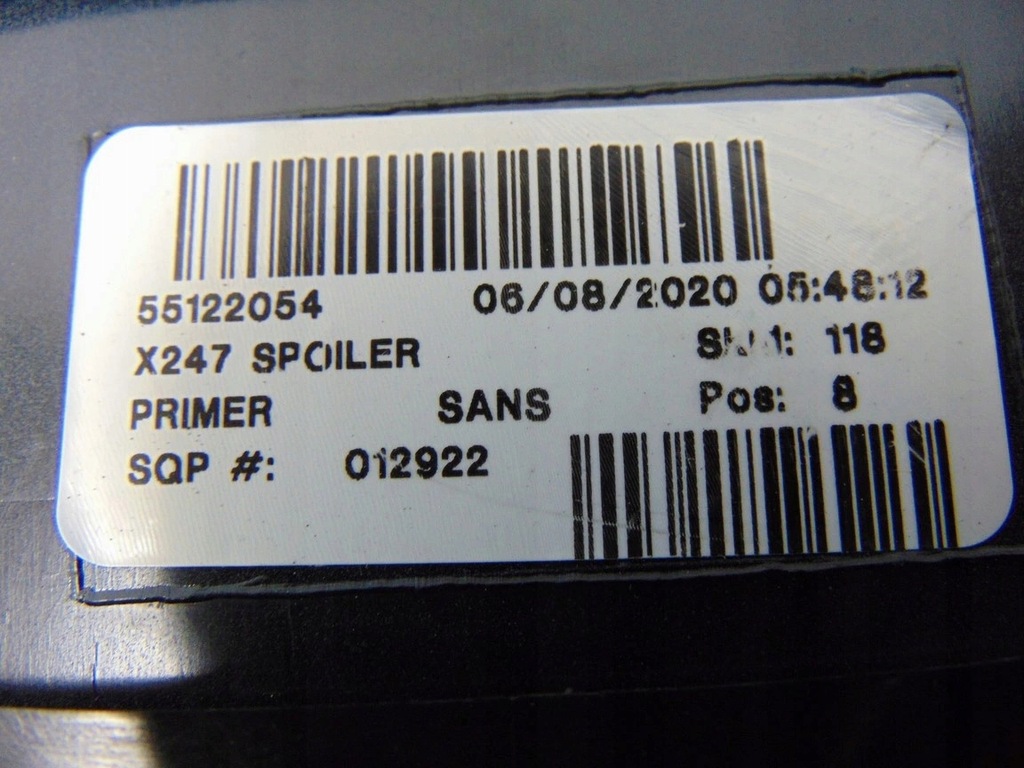 55122054 06/08/2020 05:48:12
X247 SPOILER 118
PRIMER SANS Pos: 8
SQP #: 012922